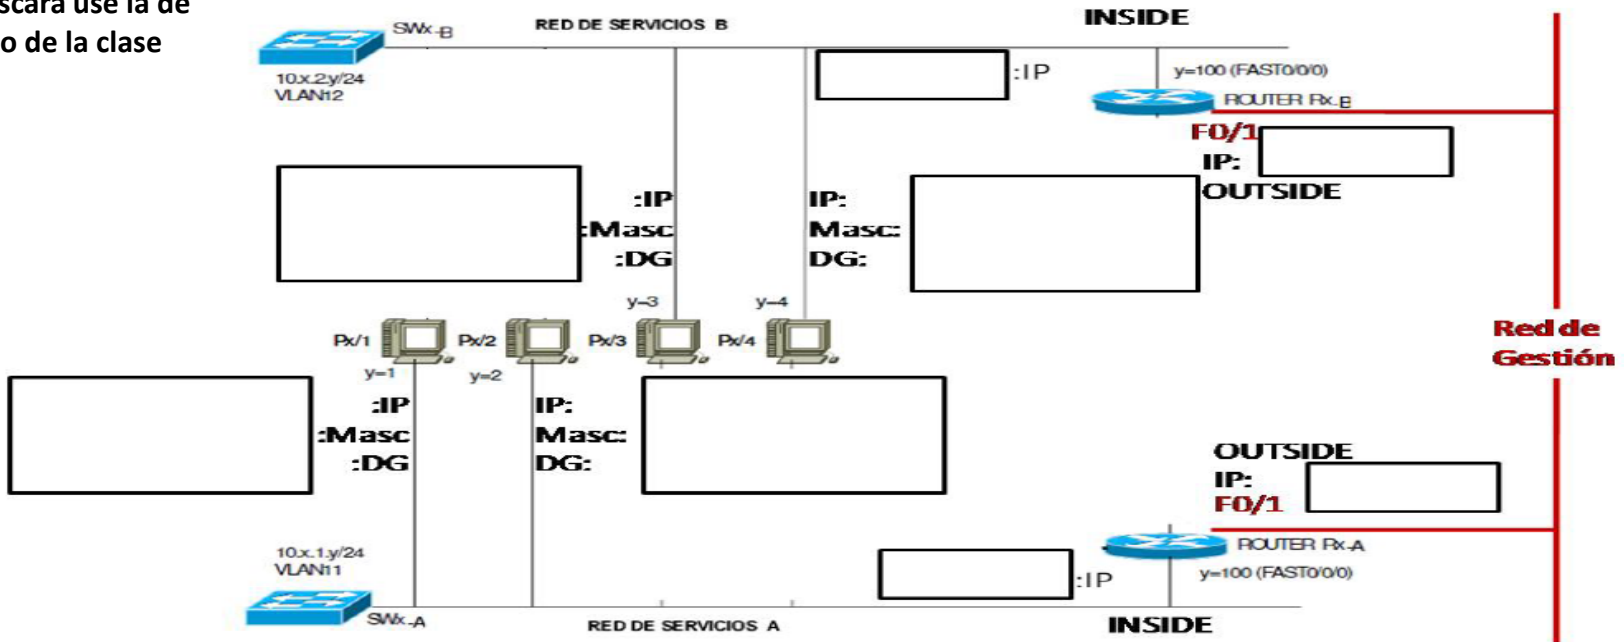 scara use la de
o de la clase
SWx-B
RED DE SERVICIOS B
INSIDE
10.x.2.y/24
VLAN12
:IP
y=100 (FAST0/0/0)
ROUTER Rx-B
F0/1
IP:
OUTSIDE
:IP
:Masc
:DG
IP:
Masc:
DG:
y=3
y=4
Px/1
Px/2
Px/3
Px/4
y=1
y=2
Red de
Gestión
:IP
:Masc
:DG
IP:
Masc:
DG:
OUTSIDE
IP:
F0/1
10.x.1.y/24
VLAN11
ROUTER Rx-A
:IP
y=100 (FAST0/0/0)
SWx-A
RED DE SERVICIOS A
INSIDE